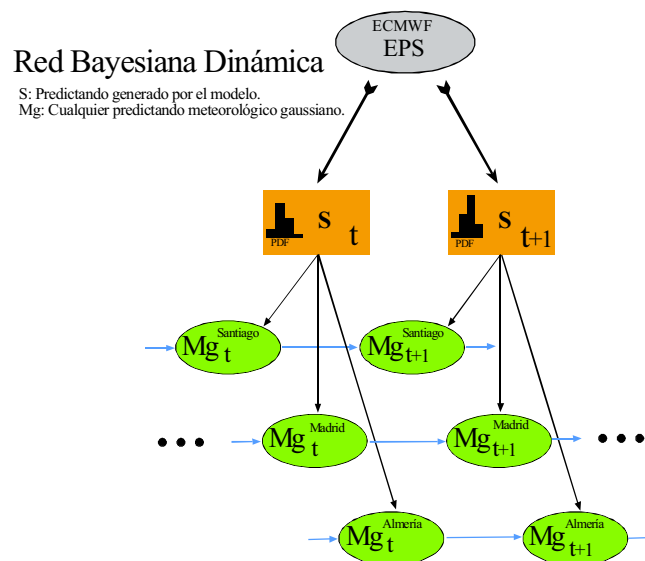 ECMWF
EPS
Red Bayesiana Dinámica
S: Predictando generado por el modelo.
Mg: Cualquier predictando meteorológico gaussiano.
PDF S t
PDF S t+1
Mg t Santiago
Mg t+1 Santiago
Mg t Madrid
Mg t+1 Madrid
Mg t Almería
Mg t+1 Almería